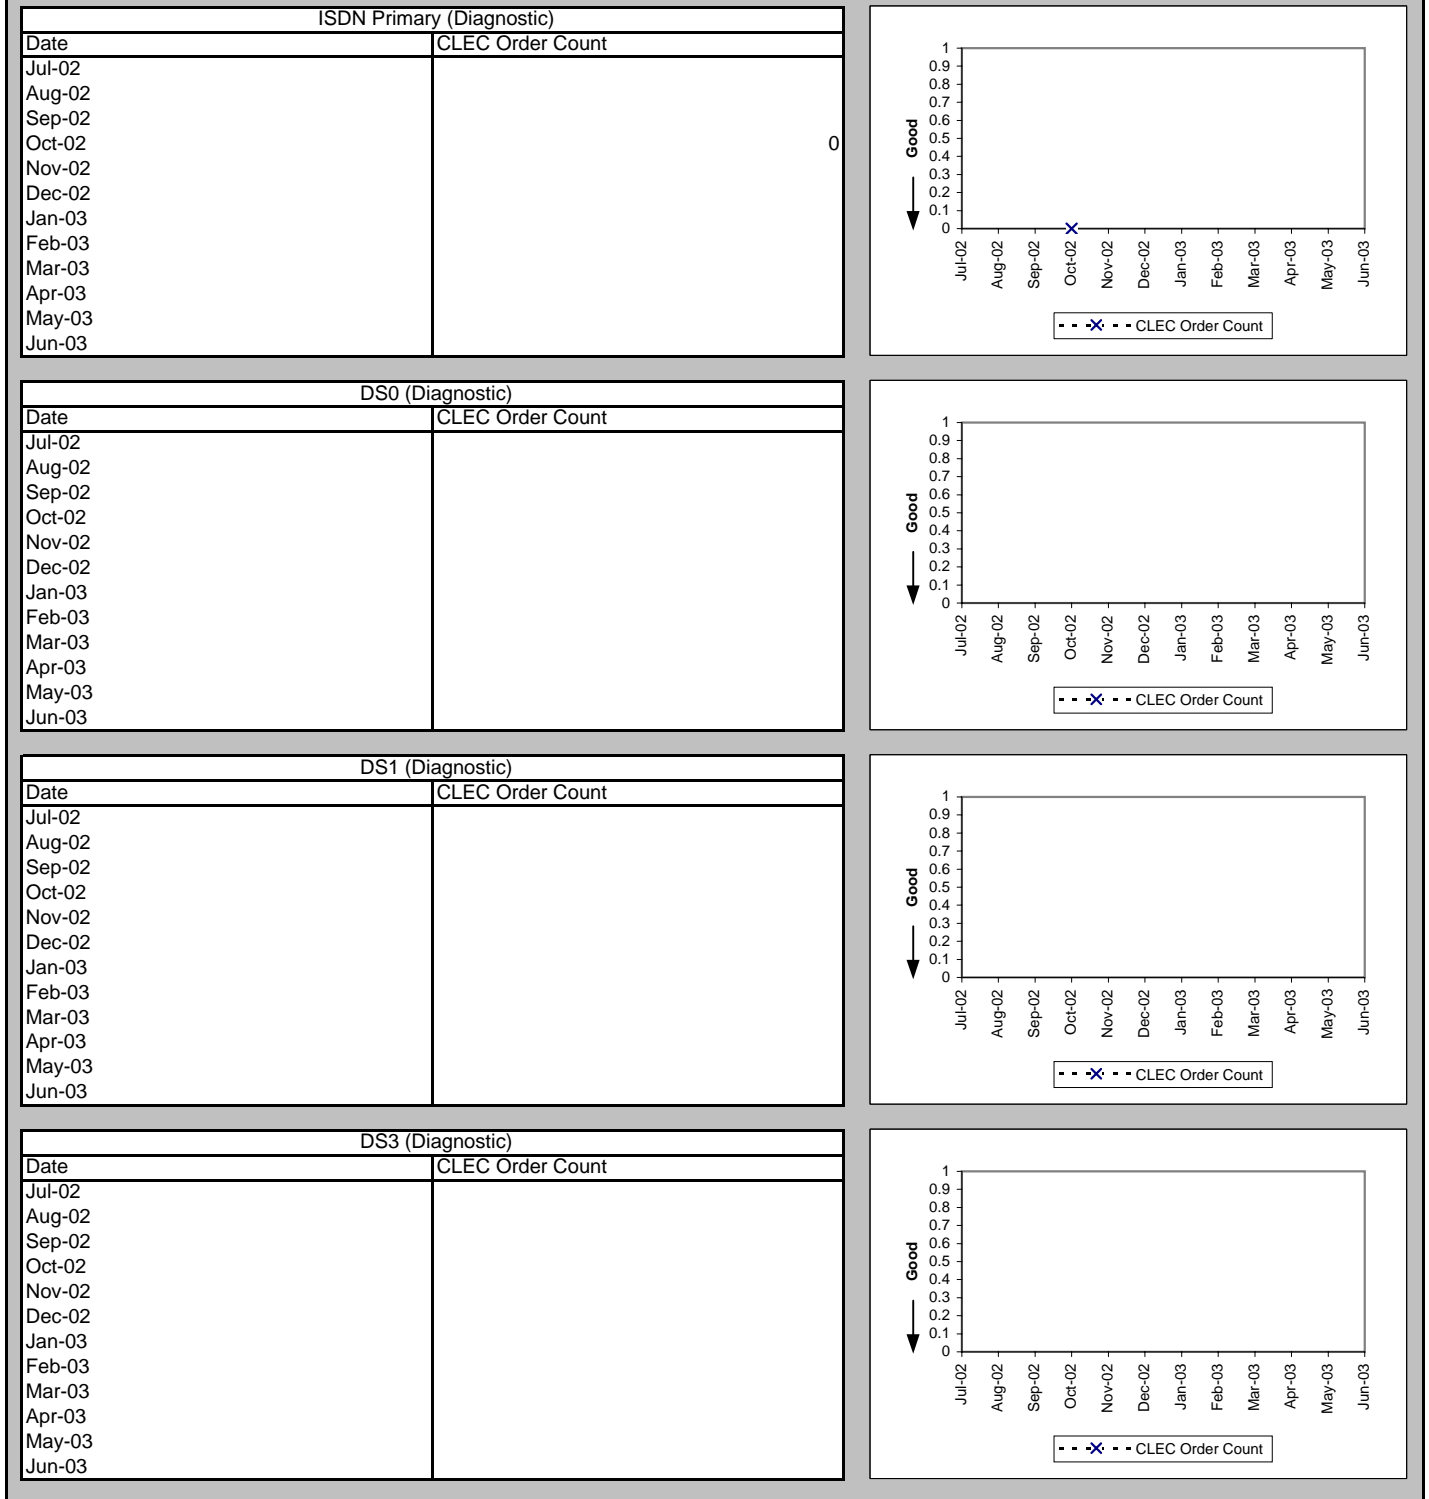 ISDN Primary (Diagnostic)
Date CLEC Order Count
Jul-02
Aug-02
Sep-02
Oct-02 0
Nov-02
Dec-02
Jan-03
Feb-03
Mar-03
Apr-03
May-03
Jun-03
1
0.9
0.8
0.7
0.6
0.5
0.4
0.3
0.2
0.1
0
Good
Jul-02 Aug-02 Sep-02 Oct-02 Nov-02 Dec-02 Jan-03 Feb-03 Mar-03 Apr-03 May-03 Jun-03
CLEC Order Count
DS0 (Diagnostic)
Date CLEC Order Count
Jul-02
Aug-02
Sep-02
Oct-02
Nov-02
Dec-02
Jan-03
Feb-03
Mar-03
Apr-03
May-03
Jun-03
1
0.9
0.8
0.7
0.6
0.5
0.4
0.3
0.2
0.1
0
Good
Jul-02 Aug-02 Sep-02 Oct-02 Nov-02 Dec-02 Jan-03 Feb-03 Mar-03 Apr-03 May-03 Jun-03
CLEC Order Count
DS1 (Diagnostic)
Date CLEC Order Count
Jul-02
Aug-02
Sep-02
Oct-02
Nov-02
Dec-02
Jan-03
Feb-03
Mar-03
Apr-03
May-03
Jun-03
1
0.9
0.8
0.7
0.6
0.5
0.4
0.3
0.2
0.1
0
Good
Jul-02 Aug-02 Sep-02 Oct-02 Nov-02 Dec-02 Jan-03 Feb-03 Mar-03 Apr-03 May-03 Jun-03
CLEC Order Count
DS3 (Diagnostic)
Date CLEC Order Count
Jul-02
Aug-02
Sep-02
Oct-02
Nov-02
Dec-02
Jan-03
Feb-03
Mar-03
Apr-03
May-03
Jun-03
1
0.9
0.8
0.7
0.6
0.5
0.4
0.3
0.2
0.1
0
Good
Jul-02 Aug-02 Sep-02 Oct-02 Nov-02 Dec-02 Jan-03 Feb-03 Mar-03 Apr-03 May-03 Jun-03
CLEC Order Count